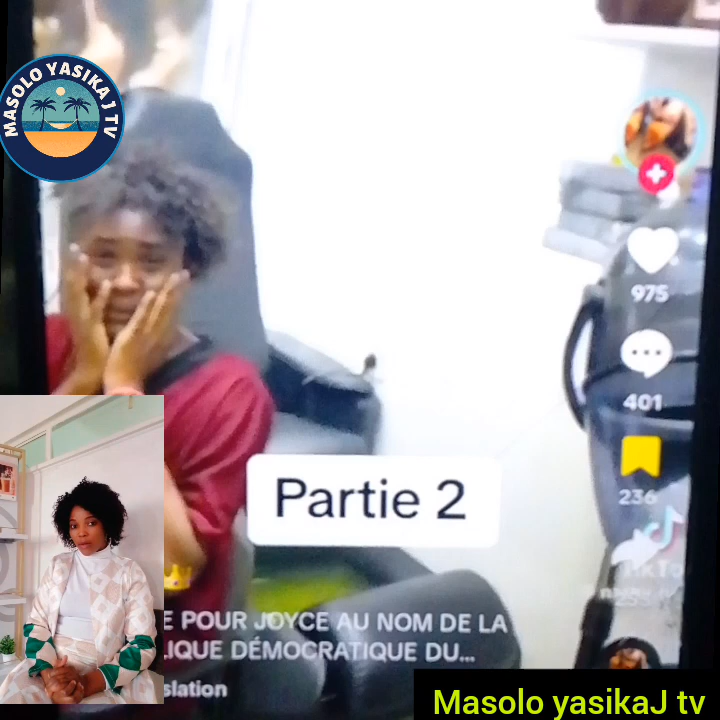 MASOLO YASIKA J TV
975
401
Partie 2
236
E POUR JOYCE AU NOM DE LA
LIQUE DÉMOCRATIQUE DU...
slation
Masolo yasikaJ tv